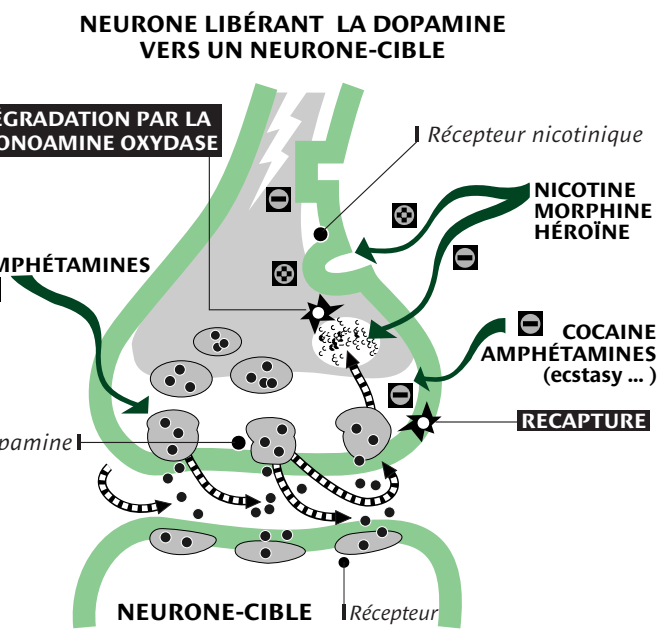 NEURONE LIBÉRANT LA DOPAMINE
VERS UN NEURONE-CIBLE
ÉGRADATION PAR LA
ONOAMINE OXYDASE
Récepteur nicotinique
NICOTINE
MORPHINE
HÉROÏNE
MPHÉTAMINES
COCAINE
AMPHÉTAMINES
(ecstasy ... )
RECAPTURE
pamine
NEURONE-CIBLE
Récepteur